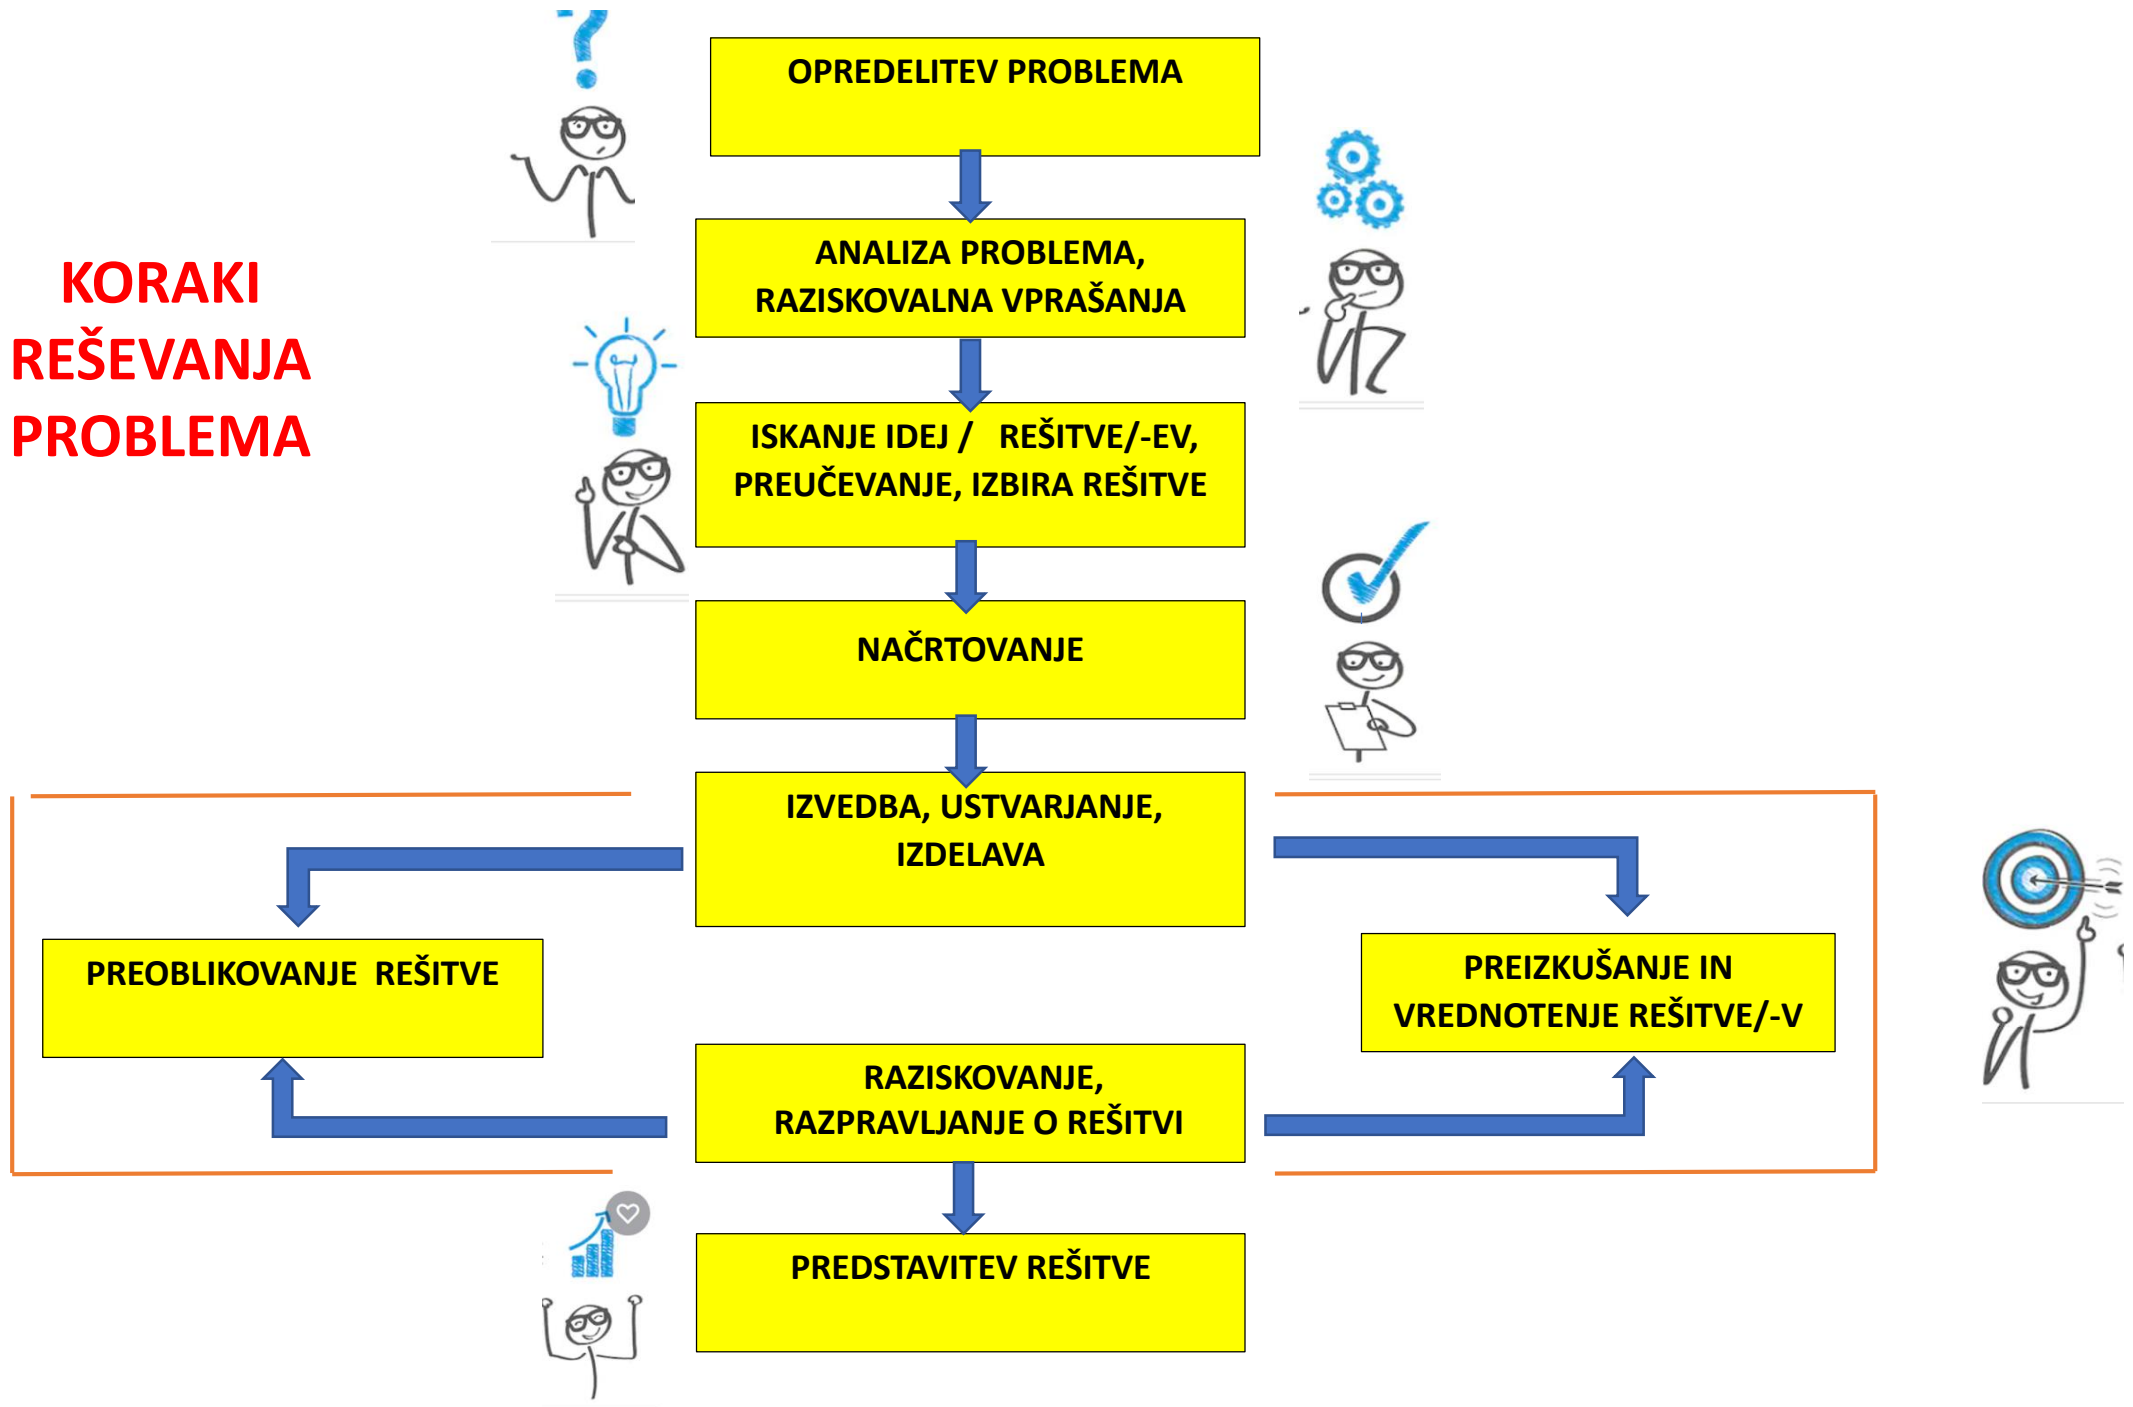 KORAKI
REŠEVANJA
PROBLEMA
OPREDELITEV PROBLEMA
ANALIZA PROBLEMA,
RAZISKOVALNA VPRAŠANJA
ISKANJE IDEJ / REŠITVE/-EV,
PREUČEVANJE, IZBIRA REŠITVE
NAČRTOVANJE
IZVEDBA, USTVARJANJE,
IZDELAVA
PREOBLIKOVANJE REŠITVE
PREIZKUŠANJE IN
VREDNOTENJE REŠITVE/-V
RAZISKOVANJE,
RAZPRAVLJANJE O REŠITVI
PREDSTAVITEV REŠITVE